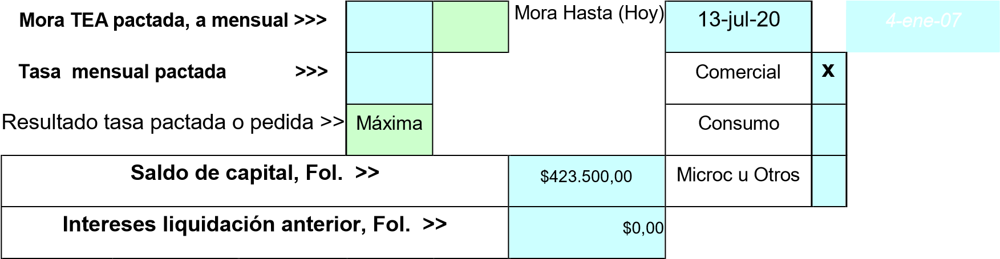 Mora TEA pactada, a mensual >>> Mora Hasta (Hoy) 13-jul-20 4-ene-07
Tasa mensual pactada >>> Comercial x
Resultado tasa pactada o pedida >> Máxima Consumo
Saldo de capital, Fol. >> $423.500,00 Microc u Otros
Intereses liquidación anterior, Fol. >> $0,00